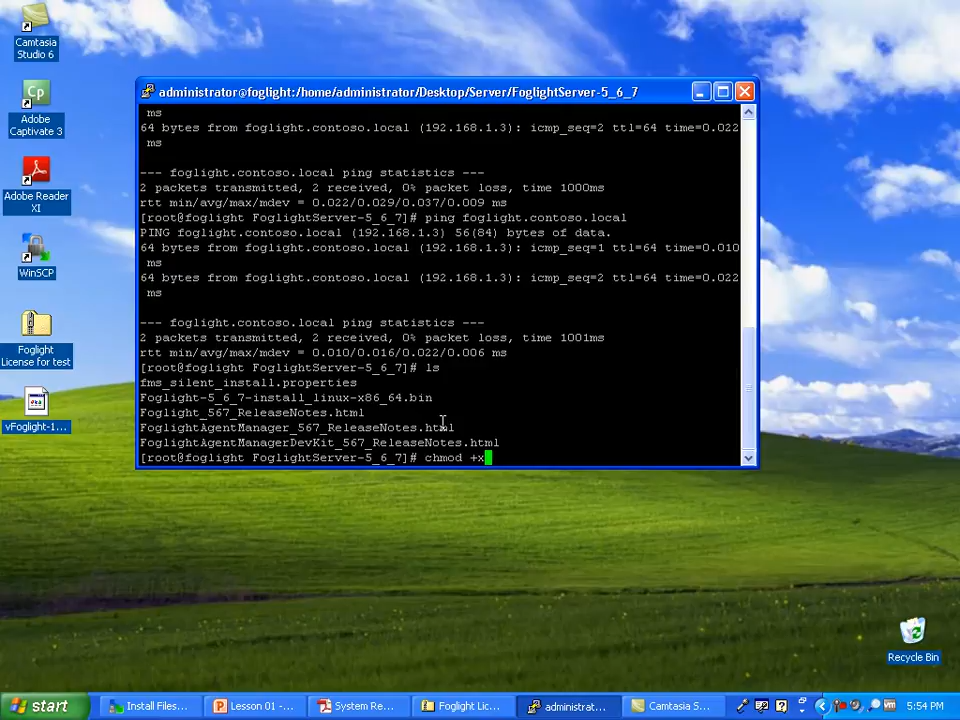 Camtasia
Studio 6
Adobe
Captivate 3
Adobe Reader
XI
WinSCP
Foglight
License for test
vFoglight-1...
administrator@foglight:/home/administrator/Desktop/Server/FoglightServer-5_6_7
ms
64 bytes from foglight.contoso.local (192.168.1.3): icmp_seq=2 ttl=64 time=0.022
ms
--- foglight.contoso.local ping statistics ---
2 packets transmitted, 2 received, 0% packet loss, time 1000ms
rtt min/avg/max/mdev = 0.022/0.029/0.037/0.009 ms
[root@foglight FoglightServer-5_6_7]# ping foglight.contoso.local
PING foglight.contoso.local (192.168.1.3) 56(84) bytes of data.
64 bytes from foglight.contoso.local (192.168.1.3): icmp_seq=1 ttl=64 time=0.010
ms
64 bytes from foglight.contoso.local (192.168.1.3): icmp_seq=2 ttl=64 time=0.022
ms
--- foglight.contoso.local ping statistics ---
2 packets transmitted, 2 received, 0% packet loss, time 1001ms
rtt min/avg/max/mdev = 0.010/0.016/0.022/0.006 ms
[root@foglight FoglightServer-5_6_7]# ls
fms_silent_install.properties
Foglight-5_6_7-install_linux-x86_64.bin
Foglight_567_ReleaseNotes.html
FoglightAgentManager_567_ReleaseNotes.html
FoglightAgentManagerDevKit_567_ReleaseNotes.html
[root@foglight FoglightServer-5_6_7]# chmod +x
Recycle Bin
start
Install Files...
Lesson 01 -...
System Re...
Foglight Lic...
administrat...
Camtasia S...
5:54 PM